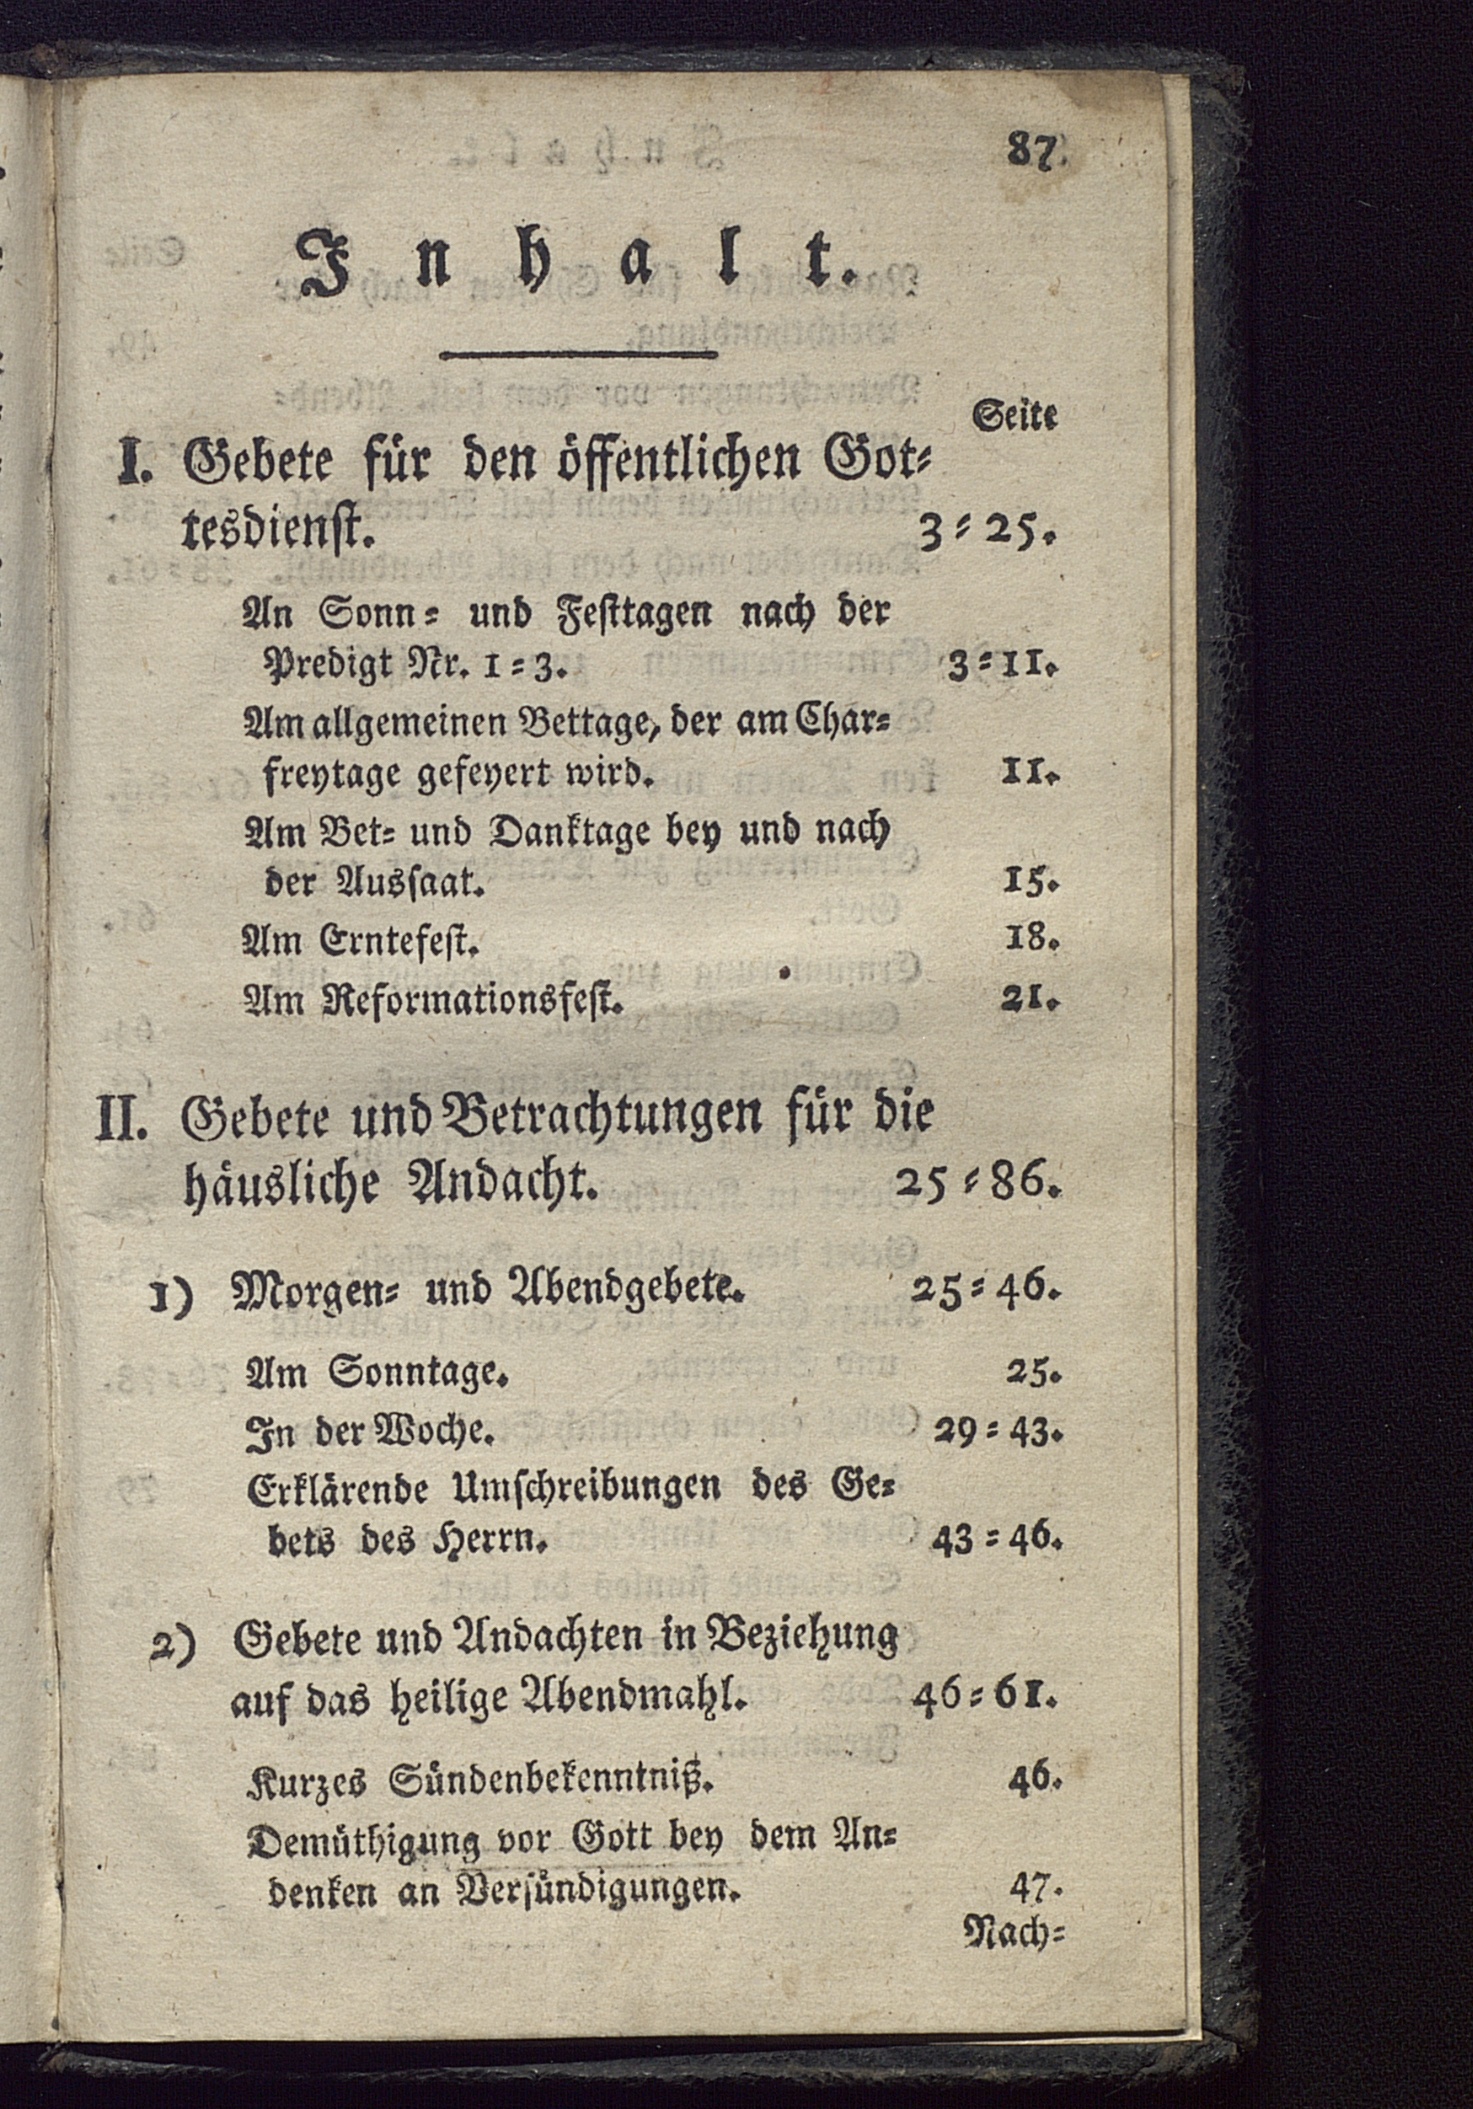 87.
Inhalt.
Seite
I. Gebete für den öffentlichen Got-
tesdienst. 3-25.
An Sonn- und Festtagen nach der
Predigt Nr. 1-3. 3-11.
Am allgemeinen Bettage, der am Char-
freytage gefeyert wird. 11.
Am Bet- und Danktage bey und nach
der Aussaat. 15.
Am Erntefest. 18.
Am Reformationsfest. 21.
II. Gebete und Betrachtungen für die
häusliche Andacht. 25-86.
1) Morgen- und Abendgebete. 25-46.
Am Sonntage. 25.
In der Woche. 29-43.
Erklärende Umschreibungen des Ge-
bets des Herrn. 43-46.
2) Gebete und Andachten in Beziehung
auf das heilige Abendmahl. 46-61.
Kurzes Sündenbekenntniß. 46.
Demüthigung vor Gott bey dem An-
denken an Versündigungen. 47.
Nach-